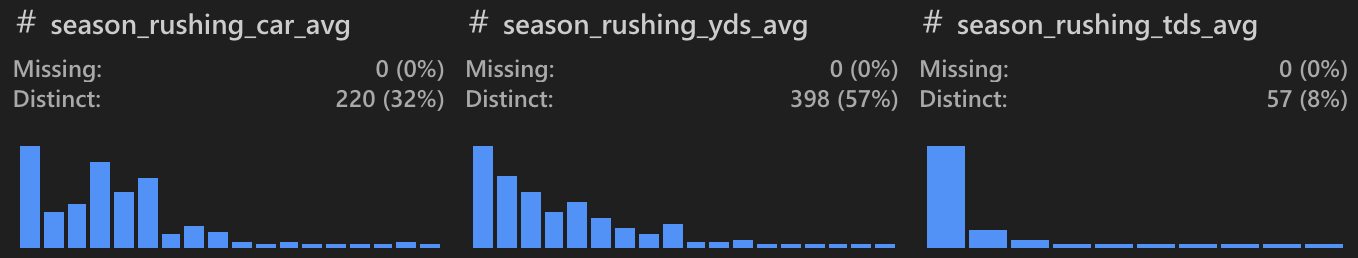 # season_rushing_car_avg
Missing: 0 (0%)
Distinct: 220 (32%)
# season_rushing_yds_avg
Missing: 0 (0%)
Distinct: 398 (57%)
# season_rushing_tds_avg
Missing: 0 (0%)
Distinct: 57 (8%)